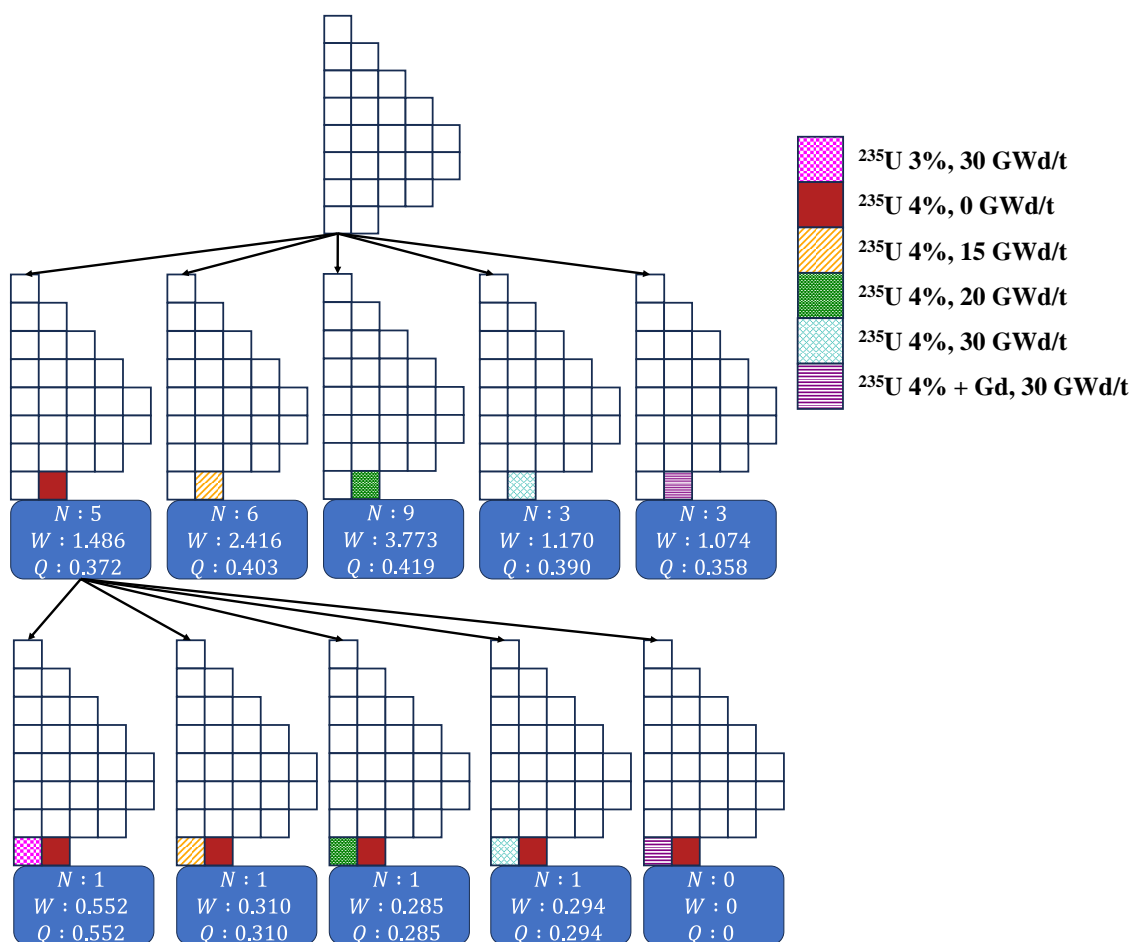 ²³⁵U 3%, 30 GWd/t
²³⁵U 4%, 0 GWd/t
²³⁵U 4%, 15 GWd/t
²³⁵U 4%, 20 GWd/t
²³⁵U 4%, 30 GWd/t
²³⁵U 4% + Gd, 30 GWd/t
N : 5
W : 1.486
Q : 0.372
N : 6
W : 2.416
Q : 0.403
N : 9
W : 3.773
Q : 0.419
N : 3
W : 1.170
Q : 0.390
N : 3
W : 1.074
Q : 0.358
N : 1
W : 0.552
Q : 0.552
N : 1
W : 0.310
Q : 0.310
N : 1
W : 0.285
Q : 0.285
N : 1
W : 0.294
Q : 0.294
N : 0
W : 0
Q : 0